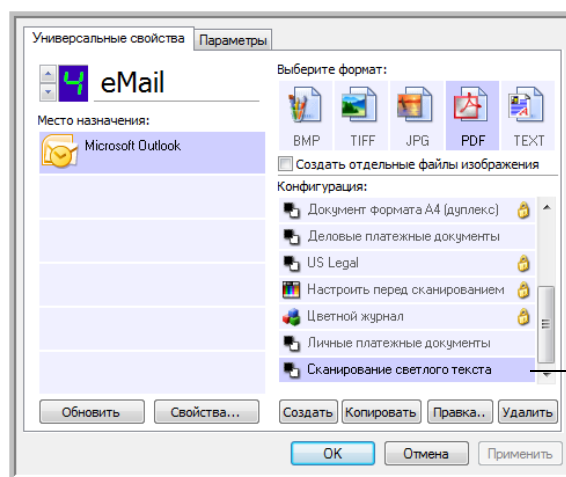 Универсальные свойства Параметры
4 eMail
Место назначения:
Microsoft Outlook
Обновить Свойства...
Выберите формат:
BMP TIFF JPG PDF TEXT
Создать отдельные файлы изображения
Конфигурация:
Документ формата A4 (дуплекс)
Деловые платежные документы
US Legal
Настроить перед сканированием
Цветной журнал
Личные платежные документы
Сканирование светлого текста
Создать Копировать Правка.. Удалить
OK Отмена Применить